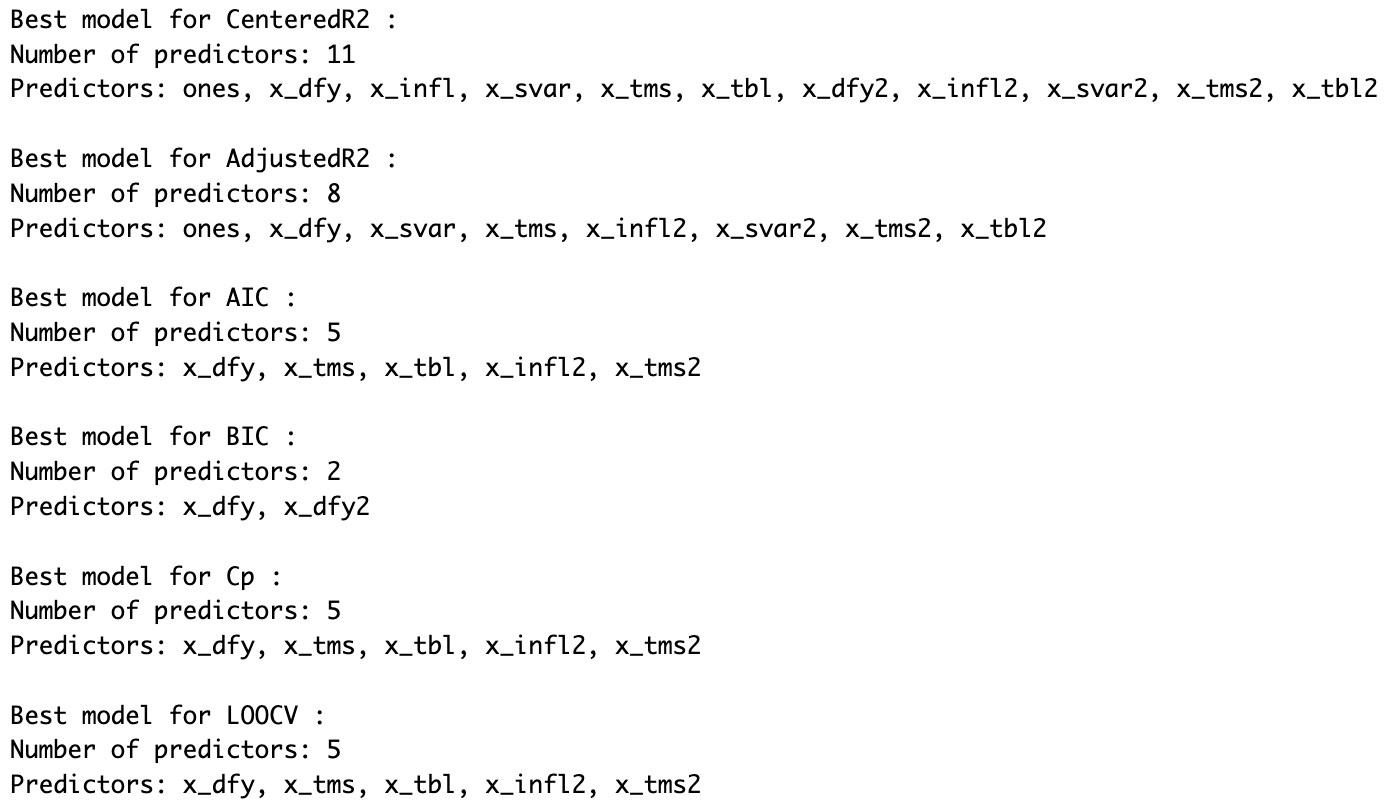 Best model for CenteredR2 :
Number of predictors: 11
Predictors: ones, x_dfy, x_infl, x_svar, x_tms, x_tbl, x_dfy2, x_infl2, x_svar2, x_tms2, x_tbl2

Best model for AdjustedR2 :
Number of predictors: 8
Predictors: ones, x_dfy, x_svar, x_tms, x_infl2, x_svar2, x_tms2, x_tbl2

Best model for AIC :
Number of predictors: 5
Predictors: x_dfy, x_tms, x_tbl, x_infl2, x_tms2

Best model for BIC :
Number of predictors: 2
Predictors: x_dfy, x_dfy2

Best model for Cp :
Number of predictors: 5
Predictors: x_dfy, x_tms, x_tbl, x_infl2, x_tms2

Best model for LOOCV :
Number of predictors: 5
Predictors: x_dfy, x_tms, x_tbl, x_infl2, x_tms2